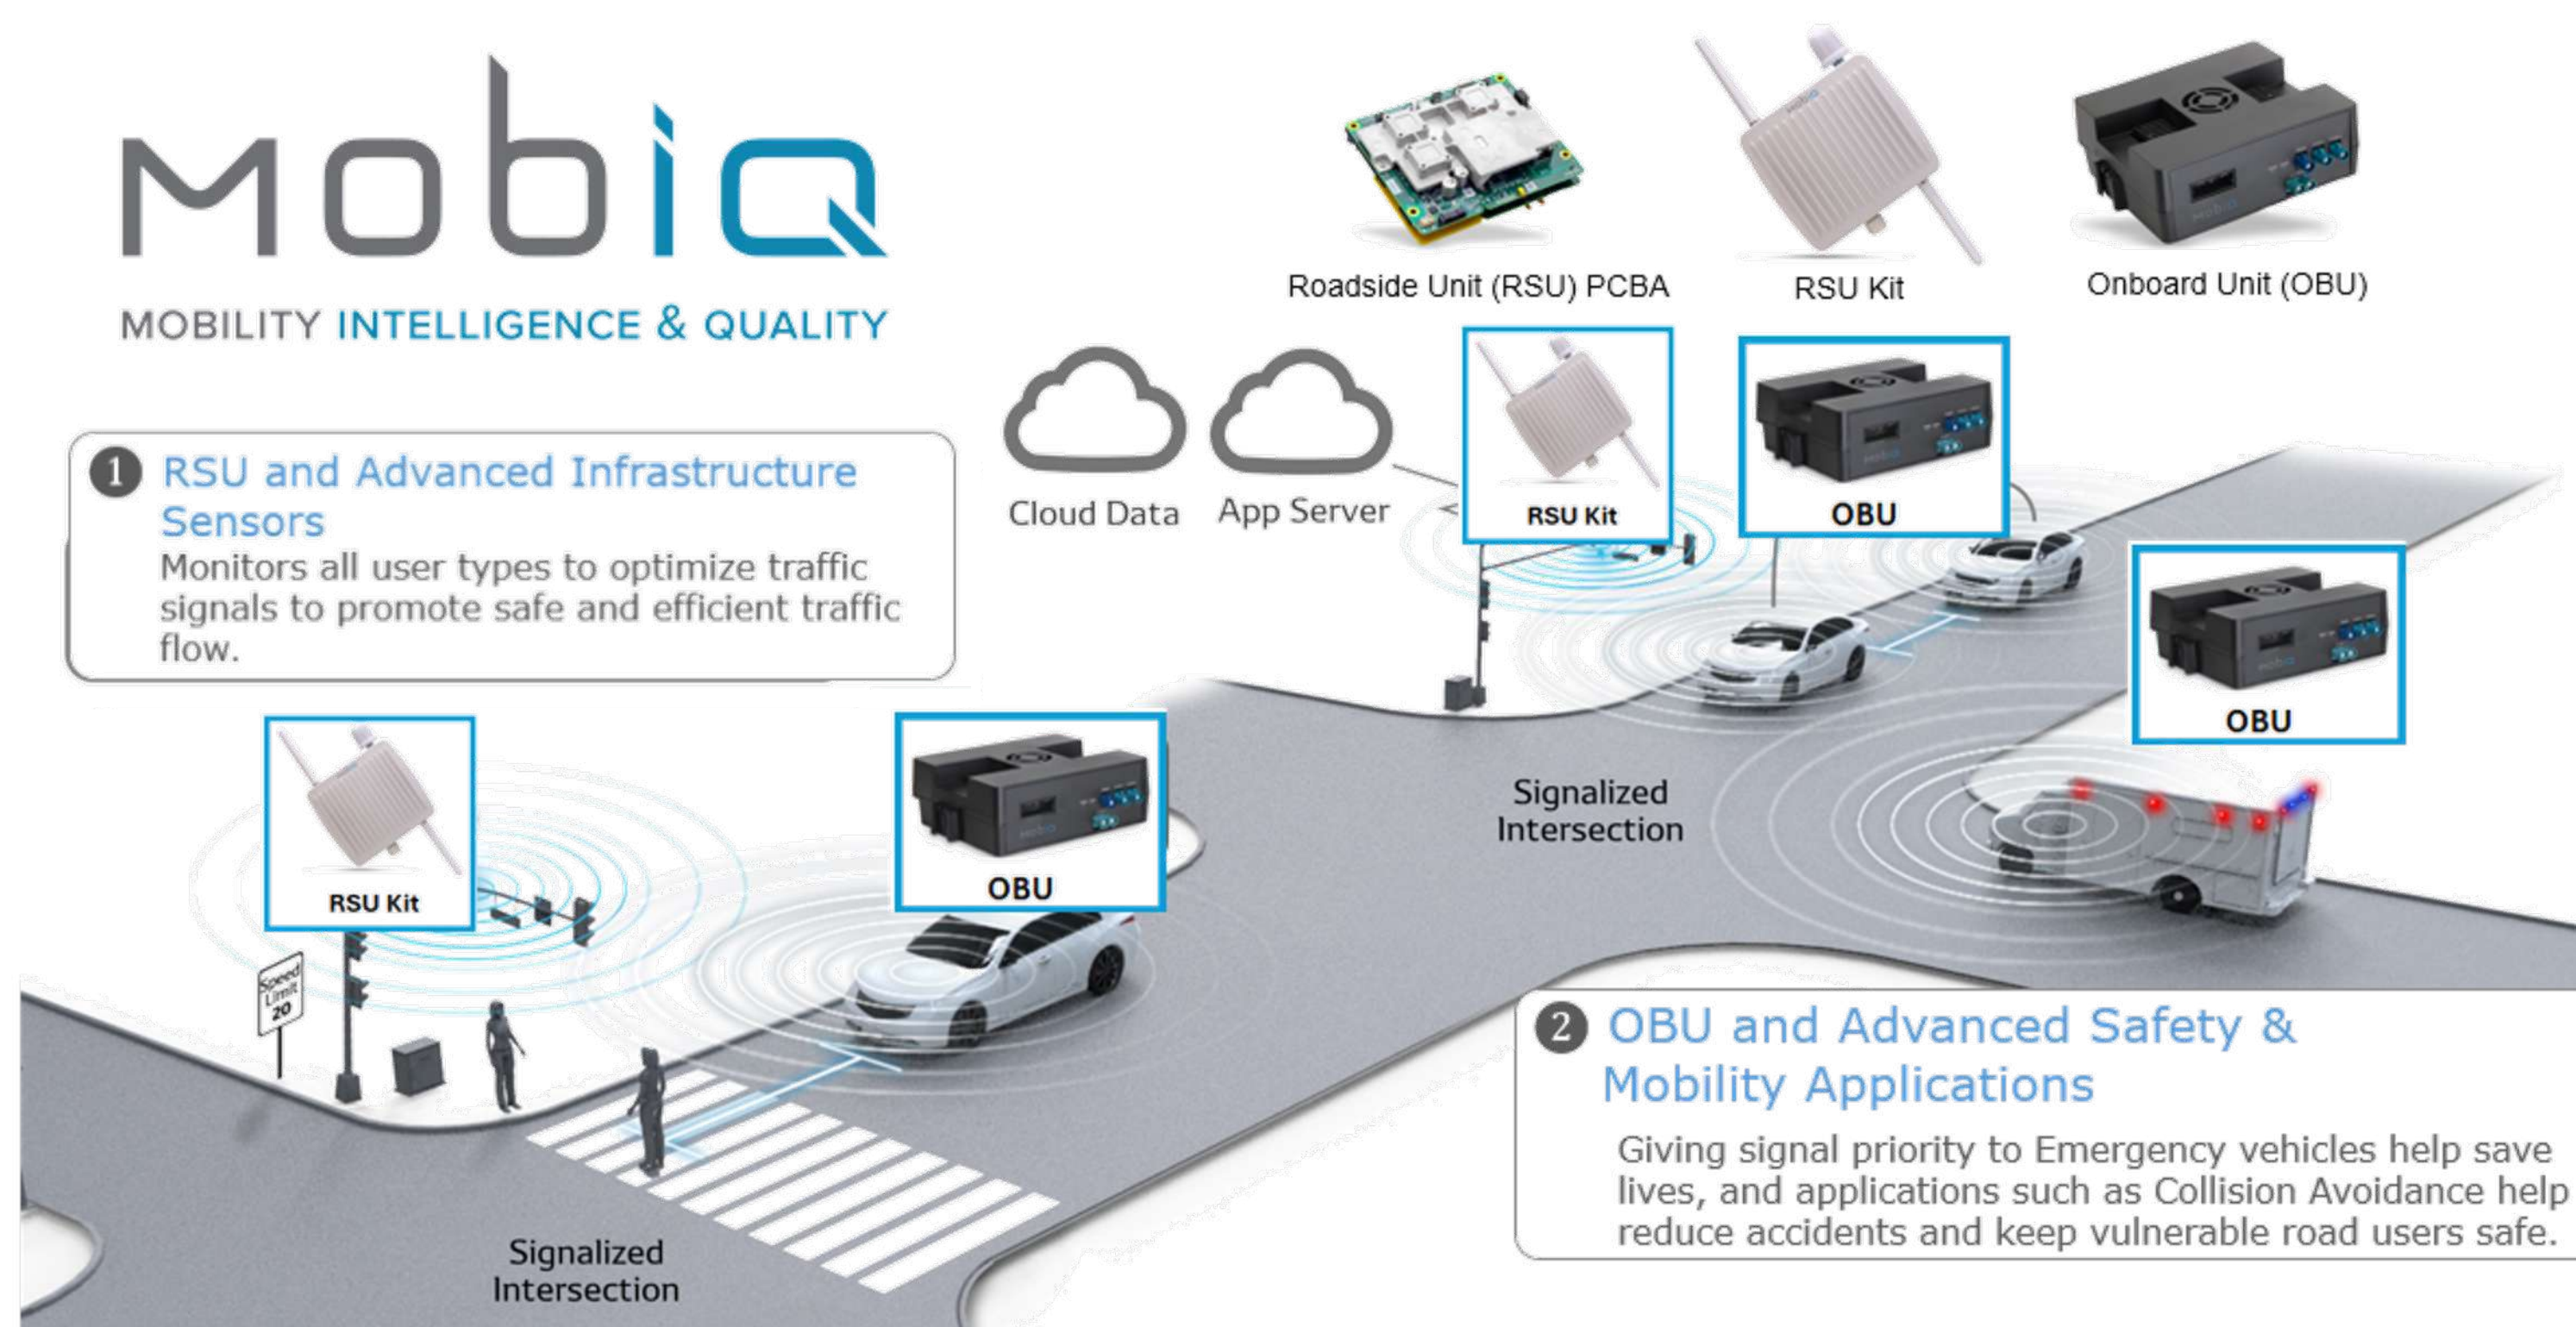 MobiQ
MOBILITY INTELLIGENCE & QUALITY
Roadside Unit (RSU) PCBA
RSU Kit
Onboard Unit (OBU)
1 RSU and Advanced Infrastructure
Sensors
Monitors all user types to optimize traffic
signals to promote safe and efficient traffic
flow.
Cloud Data
App Server
RSU Kit
OBU
OBU
RSU Kit
OBU
Signalized
Intersection
Speed
Limit
20
2 OBU and Advanced Safety &
Mobility Applications
Giving signal priority to Emergency vehicles help save
lives, and applications such as Collision Avoidance help
reduce accidents and keep vulnerable road users safe.
Signalized
Intersection